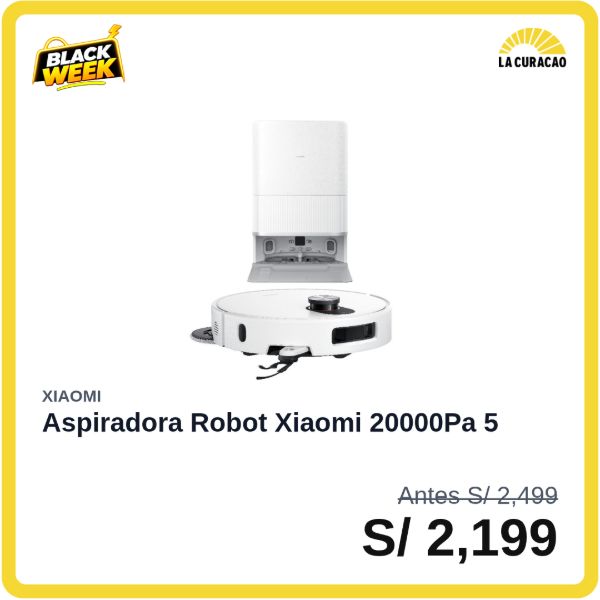 BLACK
WEEK
LA CURACAO
XIAOMI
Aspiradora Robot Xiaomi 20000Pa 5
Antes S/ 2,499
S/ 2,199